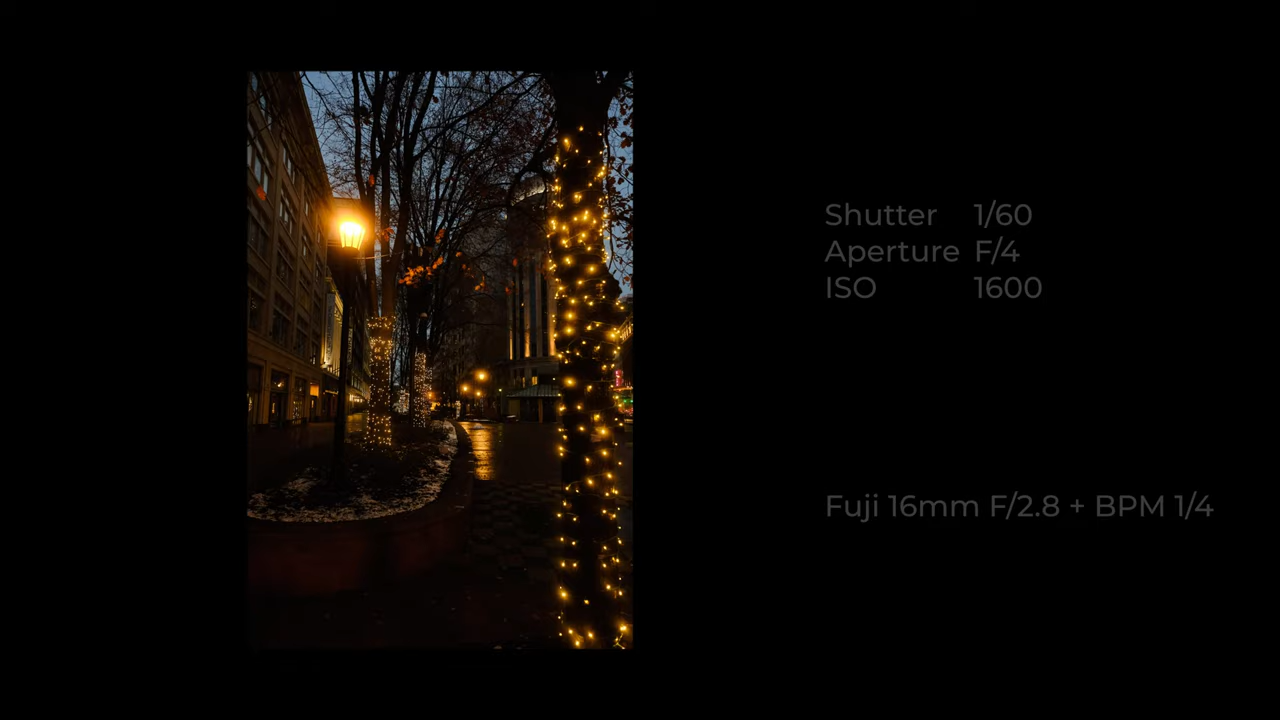 Shutter 1/60
Aperture F/4
ISO 1600
Fuji 16mm F/2.8 + BPM 1/4